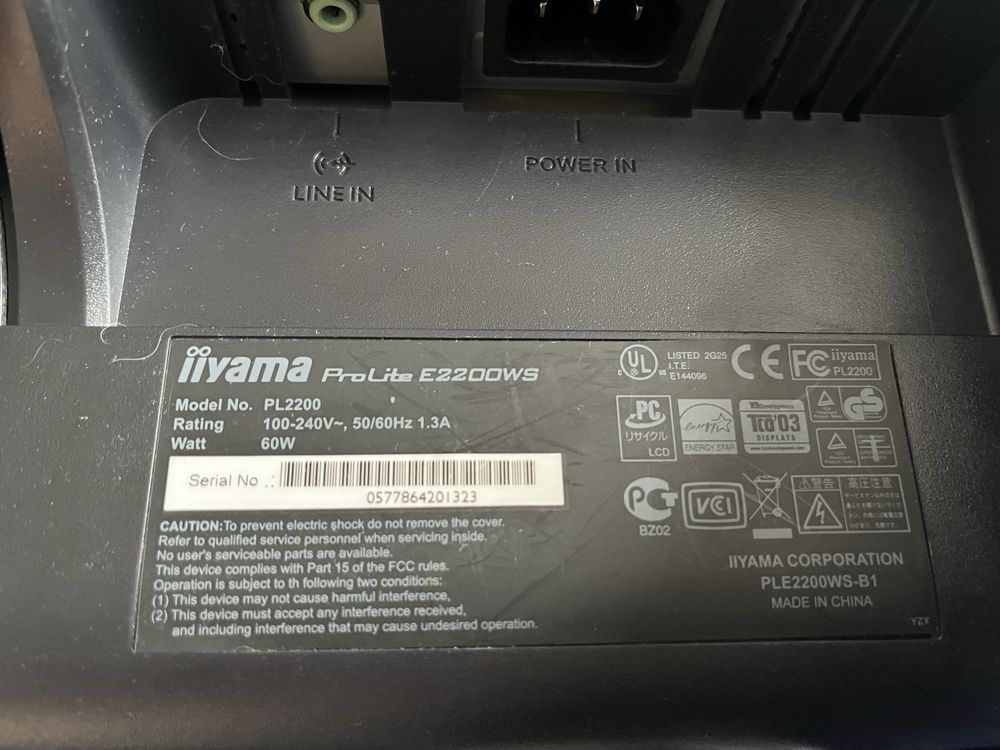 LINE IN
POWER IN
iiyama ProLite E2200WS
Model No. PL2200
Rating 100-240V~, 50/60Hz 1.3A
Watt 60W
Serial No .:
0577864201323
CAUTION:To prevent electric shock do not remove the cover.
Refer to qualified service personnel when servicing inside.
No user's serviceable parts are available.
This device complies with Part 15 of the FCC rules.
Operation is subject to th following two conditions:
(1) This device may not cause harmful interference,
(2) This device must accept any interference received,
and including interference that may cause undesired operation.
c UL us
LISTED 2G25
I.T.E.
E144096
CE
FC
iiyama
PL2200
PC
リサイクル
LCD
energy
ENERGY STAR
TCO'03
DISPLAYS
GS
PCT
BZ02
VCCI
警告
高圧注意
IIYAMA CORPORATION
PLE2200WS-B1
MADE IN CHINA
YZY